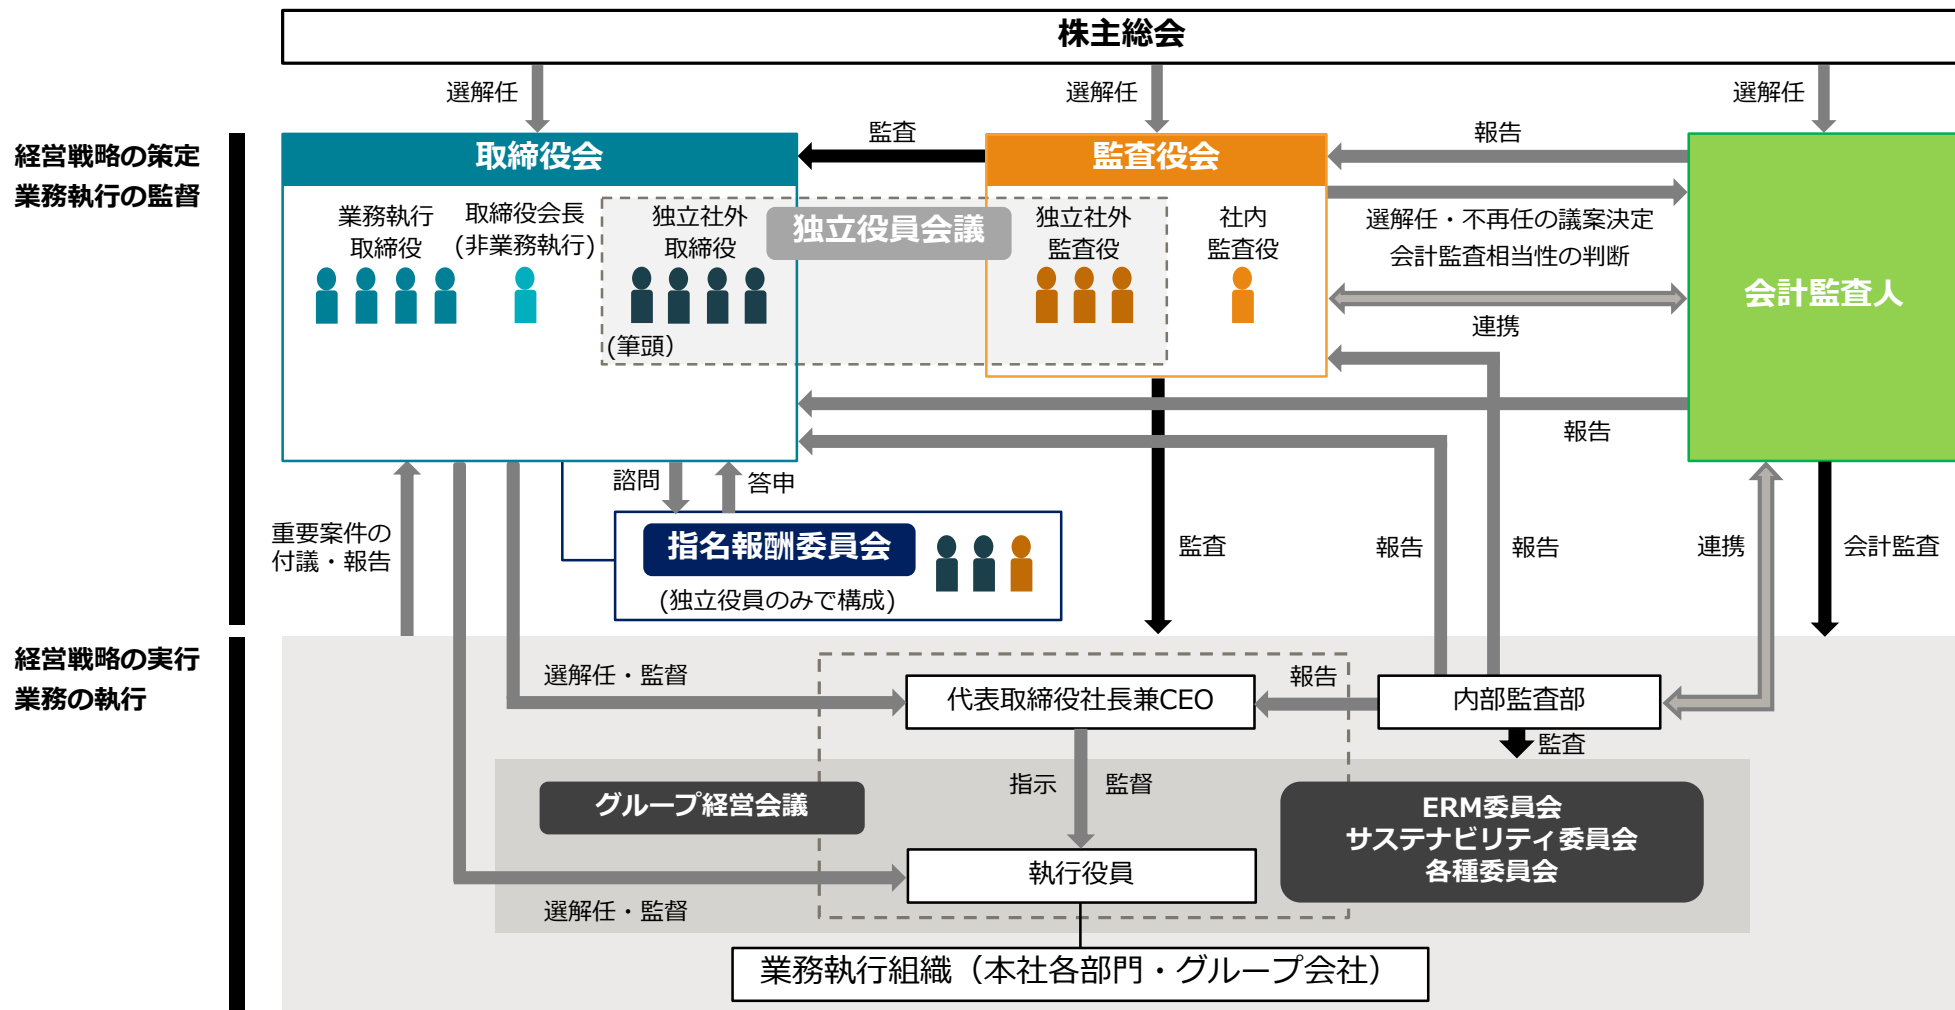 株主総会
選解任
選解任
選解任
経営戦略の策定
業務執行の監督
取締役会
監査
監査役会
報告
業務執行
取締役
取締役会長
(非業務執行)
独立社外
取締役
独立役員会議
独立社外
監査役
社内
監査役
選解任・不再任の議案決定
会計監査相当性の判断
会計監査人
(筆頭)
連携
報告
諮問
答申
重要案件の
付議・報告
指名報酬委員会
(独立役員のみで構成)
監査
報告
報告
連携
会計監査
経営戦略の実行
業務の執行
選解任・監督
代表取締役社長兼CEO
報告
内部監査部
監査
グループ経営会議
指示
監督
ERM委員会
サステナビリティ委員会
各種委員会
執行役員
選解任・監督
業務執行組織（本社各部門・グループ会社）